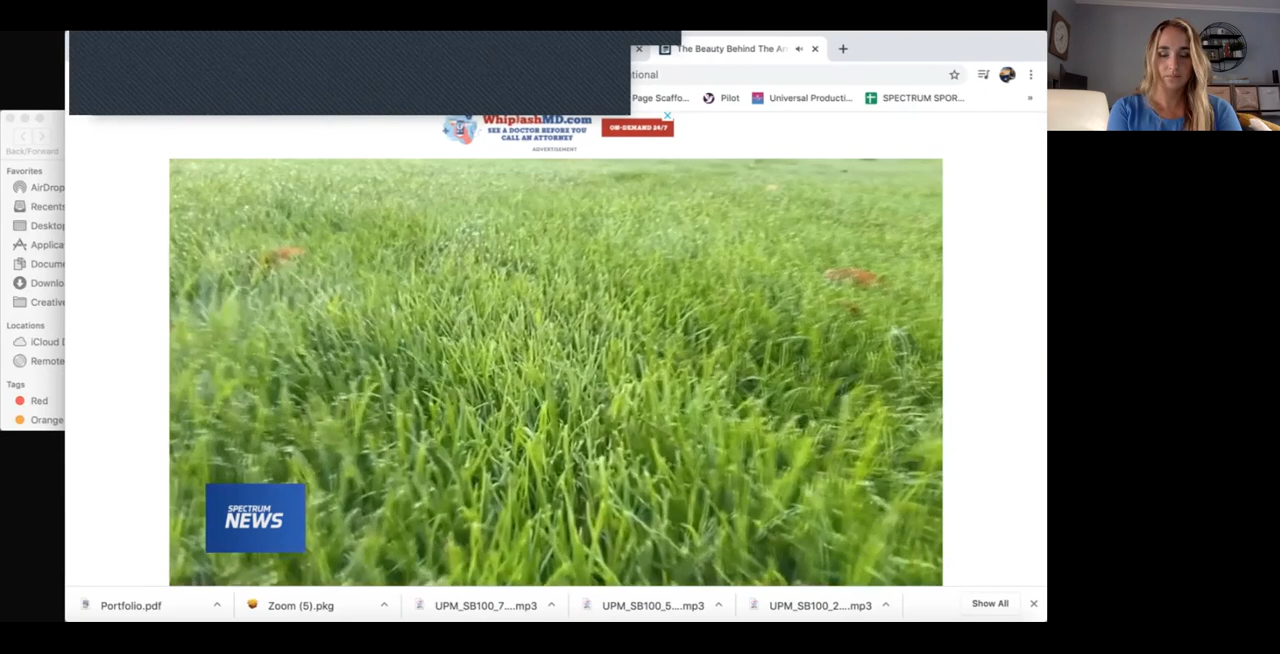 The Beauty Behind The An
tional
Page Scaffo...
Pilot
Universal Producti...
SPECTRUM SPOR...
»
WhiplashMD.com
SEE A DOCTOR BEFORE YOU
CALL AN ATTORNEY
ON-DEMAND 24/7
ADVERTISEMENT
Back/Forward
Favorites
AirDrop
Recents
Desktop
Applica
Docume
Downlo
Creative
Locations
iCloud D
Remote
Tags
Red
Orange
SPECTRUM
NEWS
Portfolio.pdf
Zoom (5).pkg
UPM_SB100_7....mp3
UPM_SB100_5....mp3
UPM_SB100_2....mp3
Show All